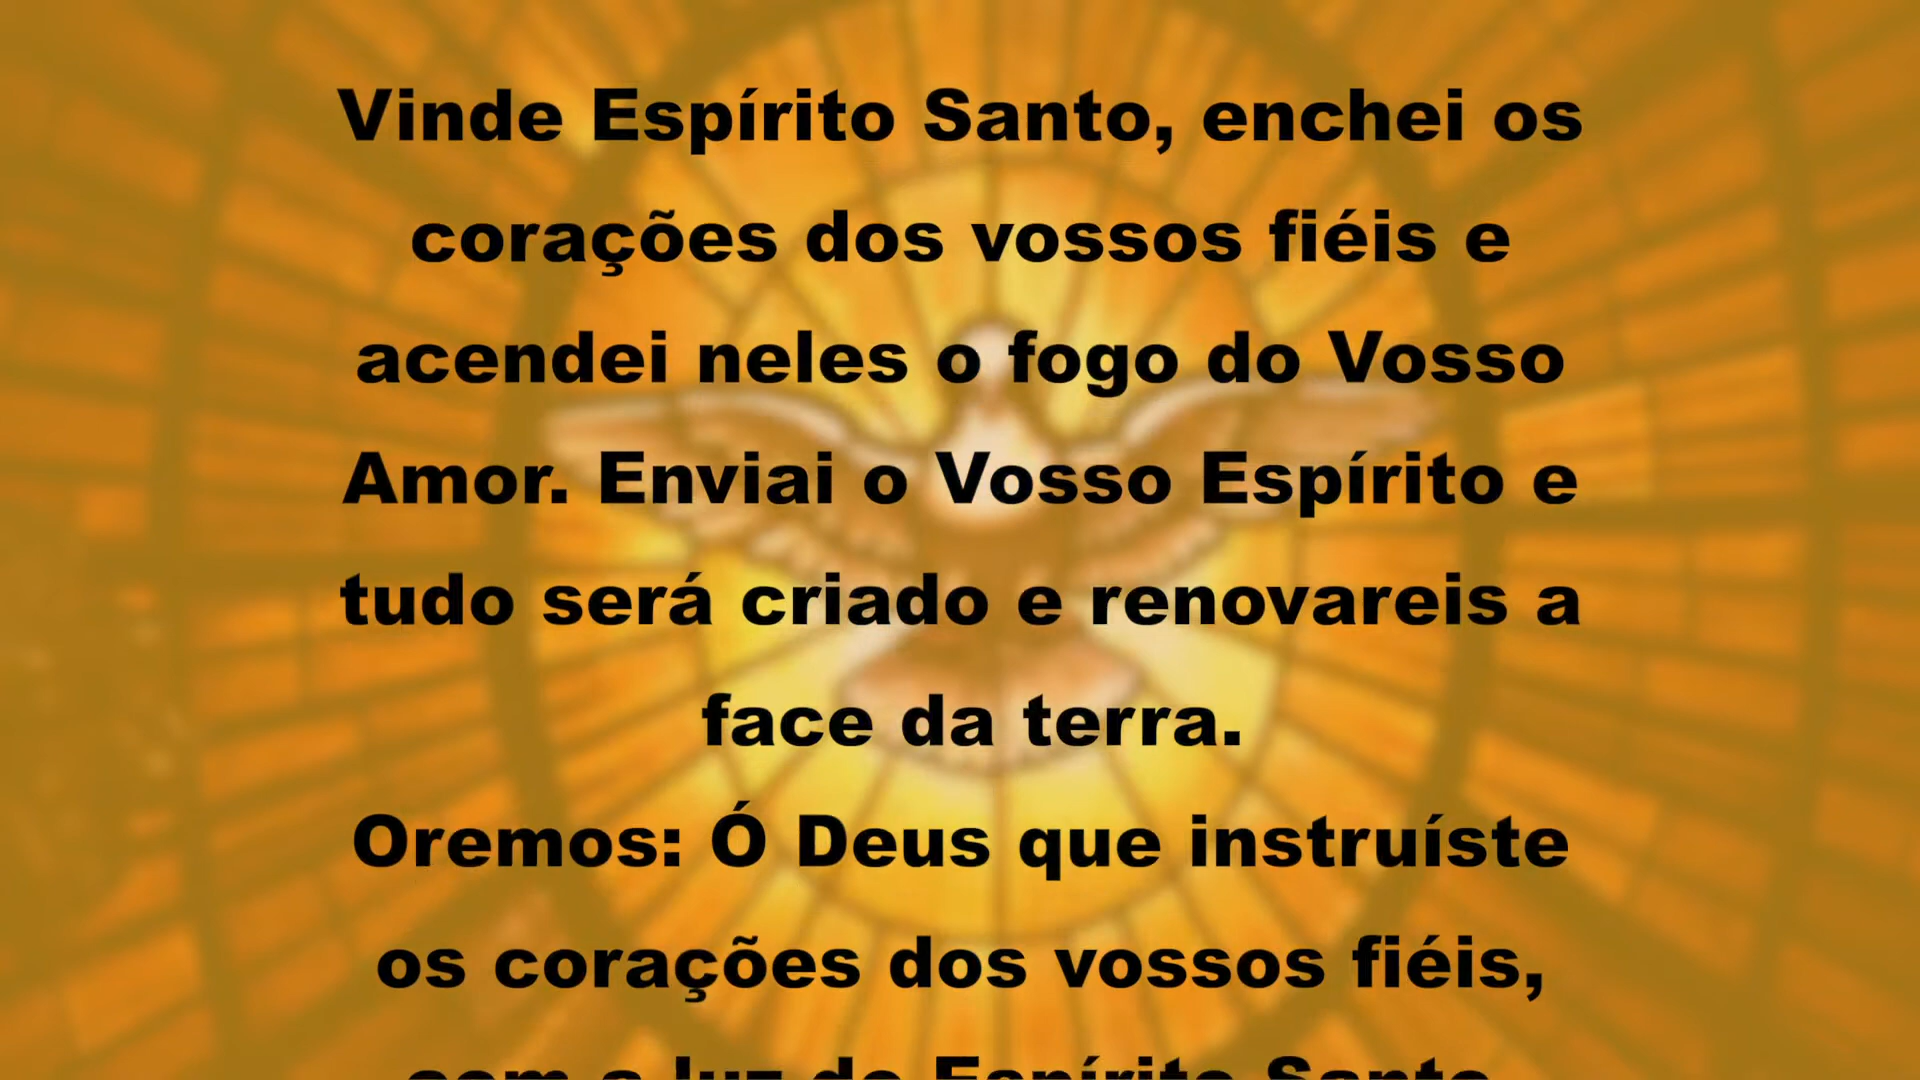 Vinde Espírito Santo, enchei os
corações dos vossos fiéis e
acendei neles o fogo do Vosso
Amor. Enviai o Vosso Espírito e
tudo será criado e renovareis a
face da terra.
Oremos: Ó Deus que instruíste
os corações dos vossos fiéis,
com a luz do Espírito Santo